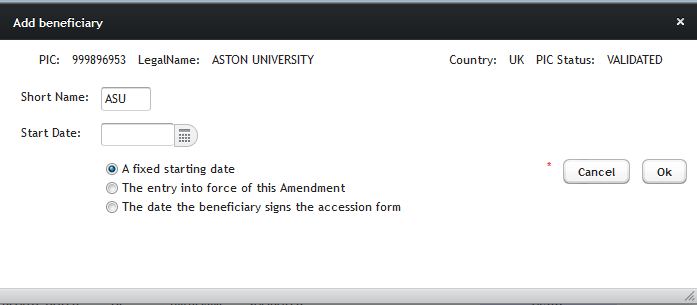 Add beneficiary ×
PIC: 999896953 LegalName: ASTON UNIVERSITY Country: UK PIC Status: VALIDATED
Short Name: ASU
Start Date:
A fixed starting date * Cancel Ok
The entry into force of this Amendment
The date the beneficiary signs the accession form